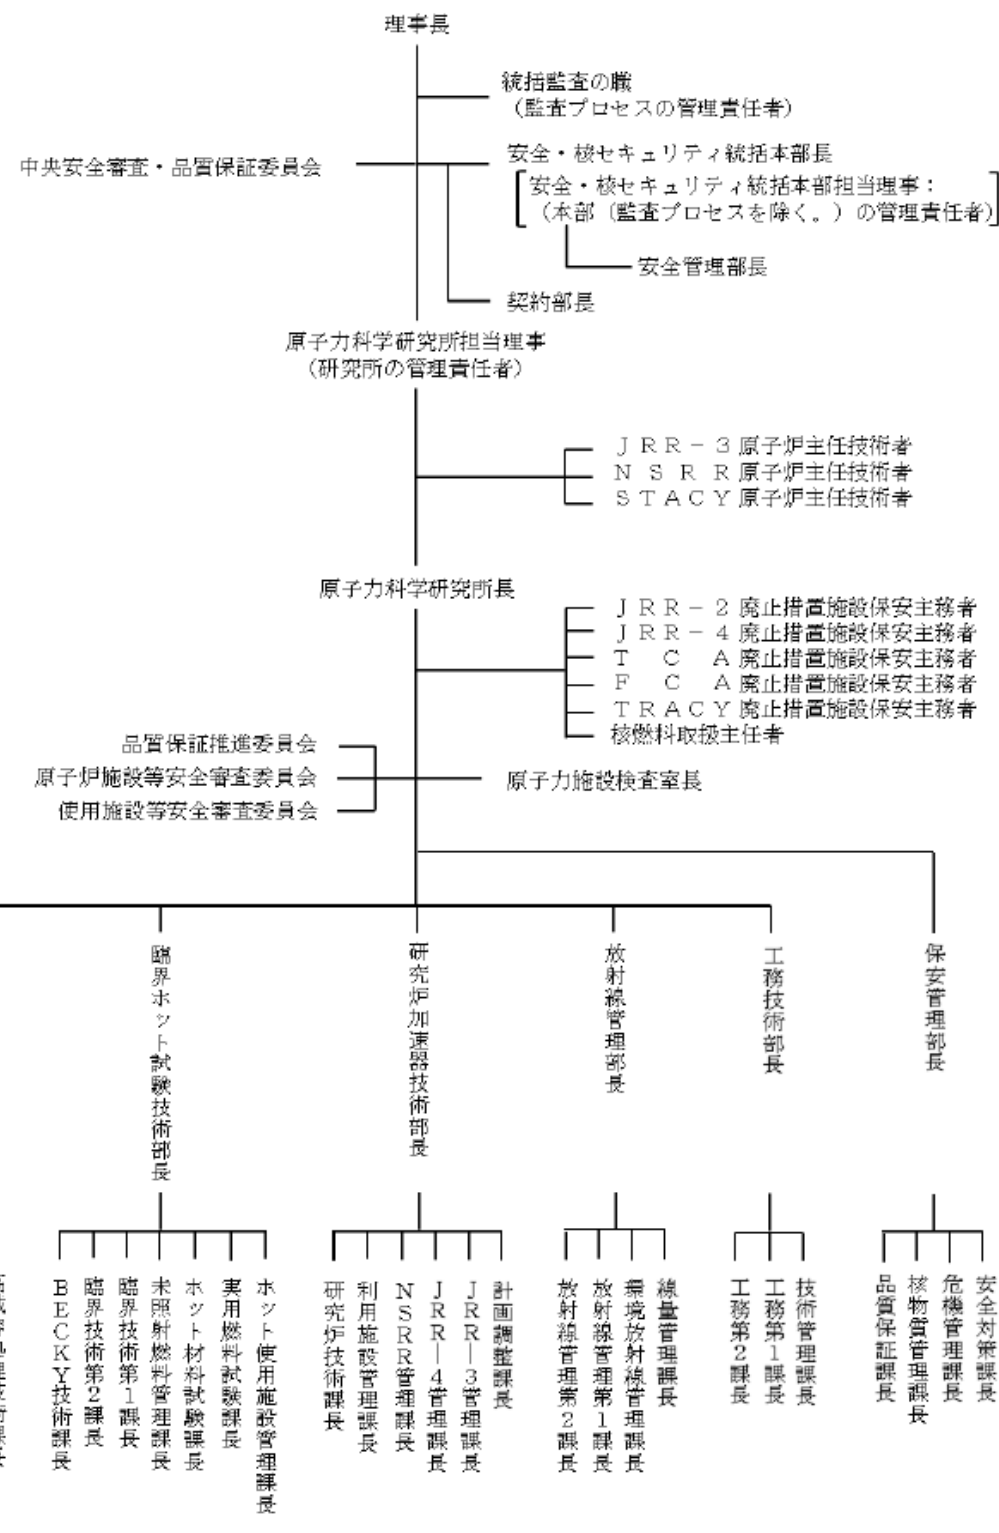 理事長
統括監査の職
（監査プロセスの管理責任者）
中央安全審査・品質保証委員会
安全・核セキュリティ統括本部長
安全・核セキュリティ統括本部担当理事：
（本部（監査プロセスを除く。）の管理責任者）
安全管理部長
契約部長
原子力科学研究所担当理事
（研究所の管理責任者）
ＪＲＲ－３原子炉主任技術者
ＮＳＲＲ原子炉主任技術者
ＳＴＡＣＹ原子炉主任技術者
原子力科学研究所長
ＪＲＲ－２廃止措置施設保安主務者
ＪＲＲ－４廃止措置施設保安主務者
ＴＣＡ廃止措置施設保安主務者
ＦＣＡ廃止措置施設保安主務者
ＴＲＡＣＹ廃止措置施設保安主務者
核燃料取扱主任者
品質保証推進委員会
原子炉施設等安全審査委員会
使用施設等安全審査委員会
原子力施設検査室長
保安管理部長
工務技術部長
放射線管理部長
研究炉加速器技術部長
臨界ホット試験技術部長
安全対策課長
危機管理課長
核物質管理課長
品質保証課長
技術管理課長
工務第１課長
工務第２課長
線量管理課長
環境放射線管理課長
放射線管理第１課長
放射線管理第２課長
計画調整課長
ＪＲＲ－３管理課長
ＪＲＲ－４管理課長
ＮＳＲＲ管理課長
利用施設管理課長
研究炉技術課長
ホット使用施設管理課長
実用燃料試験課長
ホット材料試験課長
未照射燃料管理課長
臨界技術第１課長
臨界技術第２課長
ＢＥＣＫＹ技術課長